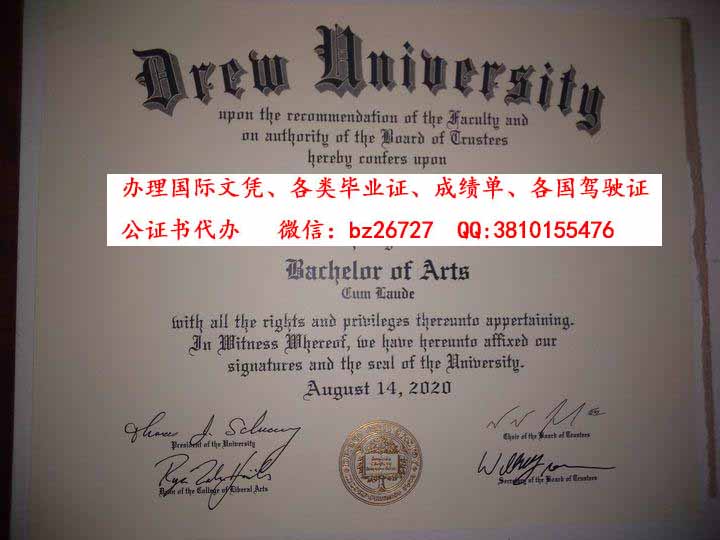 Drew University
upon the recommendation of the Faculty and
on authority of the Board of Trustees
hereby confers upon
办理国际文凭、各类毕业证、成绩单、各国驾驶证
公证书代办 微信：bz26727 QQ:3810155476
Bachelor of Arts
Cum Laude
with all the rights and privileges thereunto appertaining.
In Witness Whereof, we have hereunto affixed our
signatures and the seal of the University.
August 14, 2020
President of the University
Chair of the Board of Trustees
Dean of the College of Liberal Arts
Secretary of the Board of Trustees